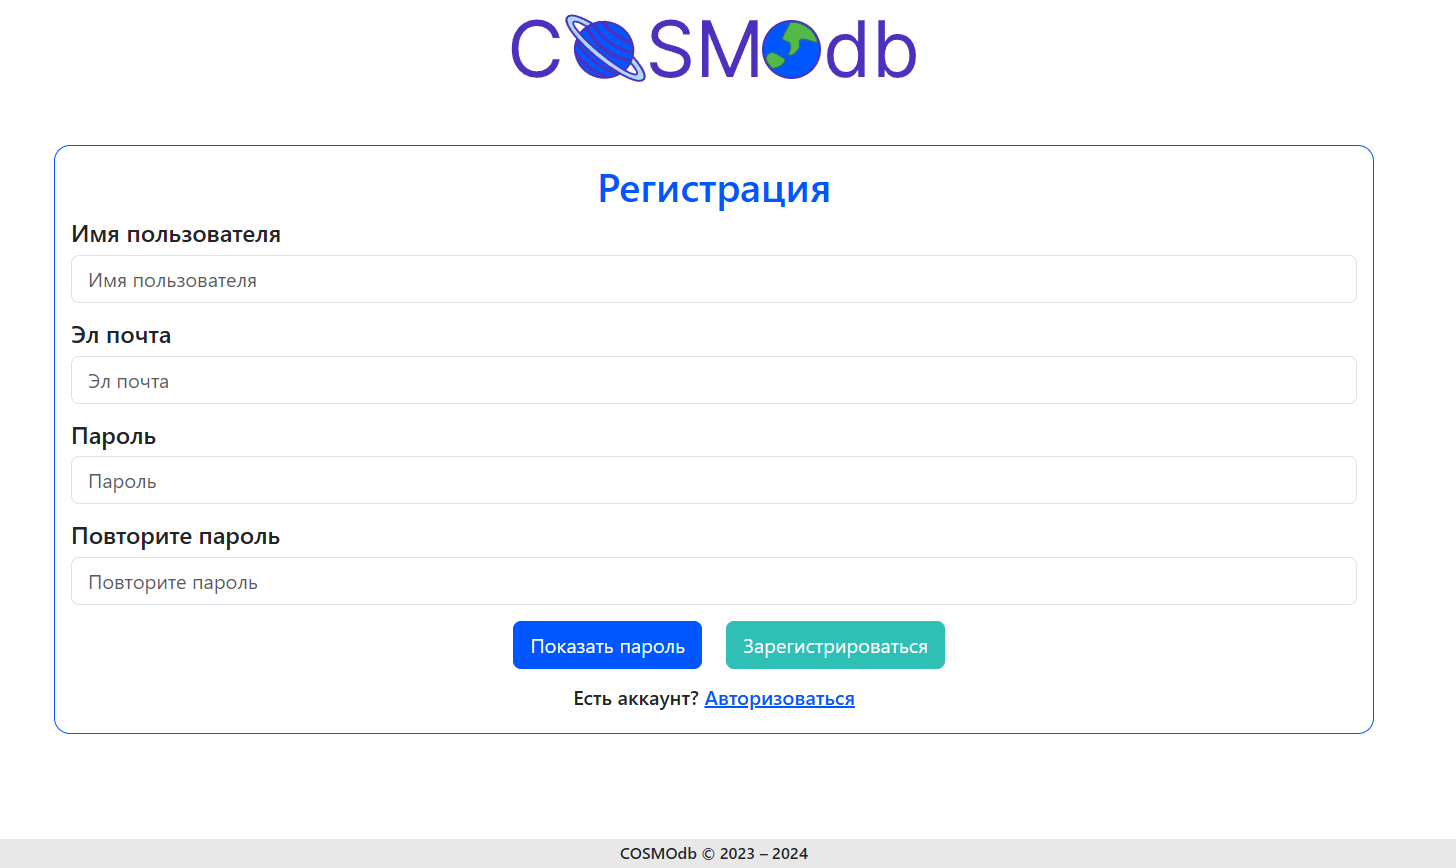 COSMOdb
Регистрация
Имя пользователя
Имя пользователя
Эл почта
Эл почта
Пароль
Пароль
Повторите пароль
Повторите пароль
Показать пароль Зарегистрироваться
Есть аккаунт? Авторизоваться
COSMOdb © 2023 – 2024